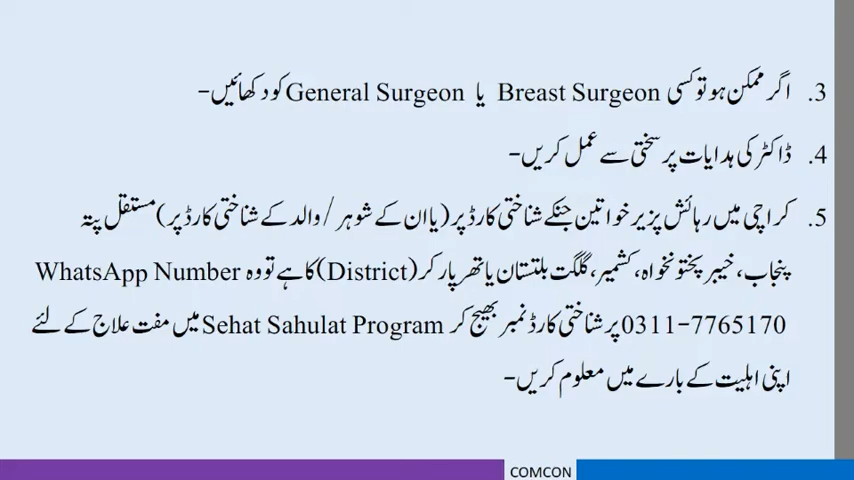 3. اگر ممکن ہو تو کسی Breast Surgeon یا General Surgeon کو دکھائیں-
4. ڈاکٹر کی ہدایات پر سختی سے عمل کریں-
5. کراچی میں رہائش پزیر خواتین جنکے شناختی کارڈ پر (یا ان کے شوہر/والد کے شناختی کارڈ پر) مستقل پتہ
پنجاب، خیبر پختونخواہ، کشمیر، گلگت بلتستان یا تھر پار کر (District) کا ہے تو وہ WhatsApp Number
0311-7765170 پر شناختی کارڈ نمبر بھیج کر Sehat Sahulat Program میں مفت علاج کے لئے
اپنی اہلیت کے بارے میں معلوم کریں-
COMCON